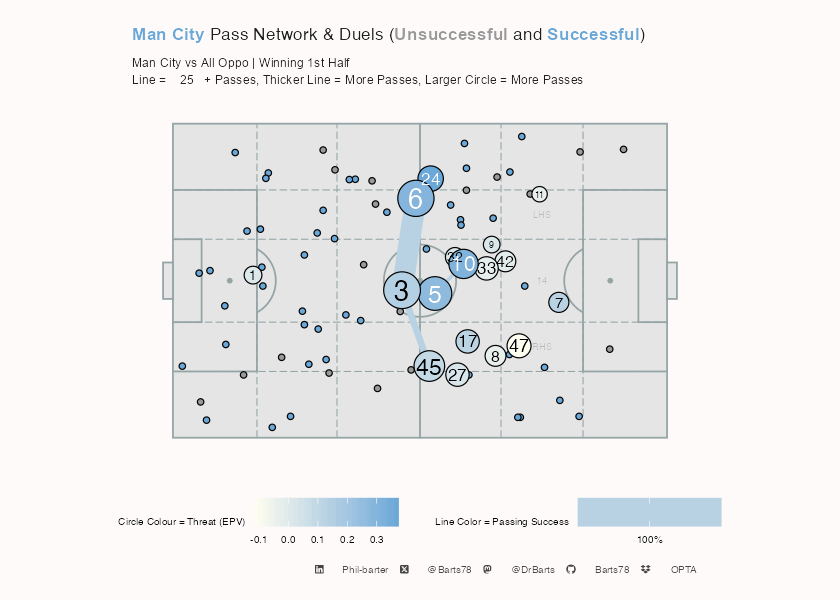 Man City Pass Network & Duels (Unsuccessful and Successful)
Man City vs All Oppo | Winning 1st Half
Line = 25 + Passes, Thicker Line = More Passes, Larger Circle = More Passes
24
6
11
LHS
9
32
10
33
42
1
14
3
5
7
17
47
RHS
8
45
27
Circle Colour = Threat (EPV)
-0.1 0.0 0.1 0.2 0.3
Line Color = Passing Success
100%
Phil-barter @Barts78 @DrBarts Barts78 OPTA